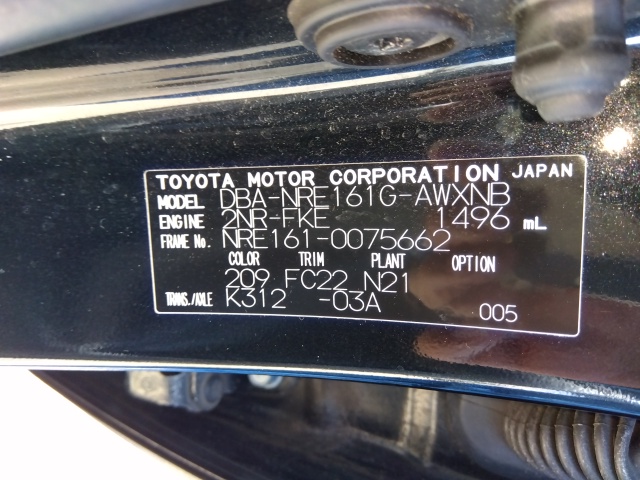 TOYOTA MOTOR CORPORATION JAPAN
MODEL DBA-NRE161G-AWXNB
ENGINE 2NR-FKE 1496 mL
FRAME No. NRE161-0075662
COLOR TRIM PLANT OPTION
209 FC22 N21
TRANS./AXLE K312 -03A 005